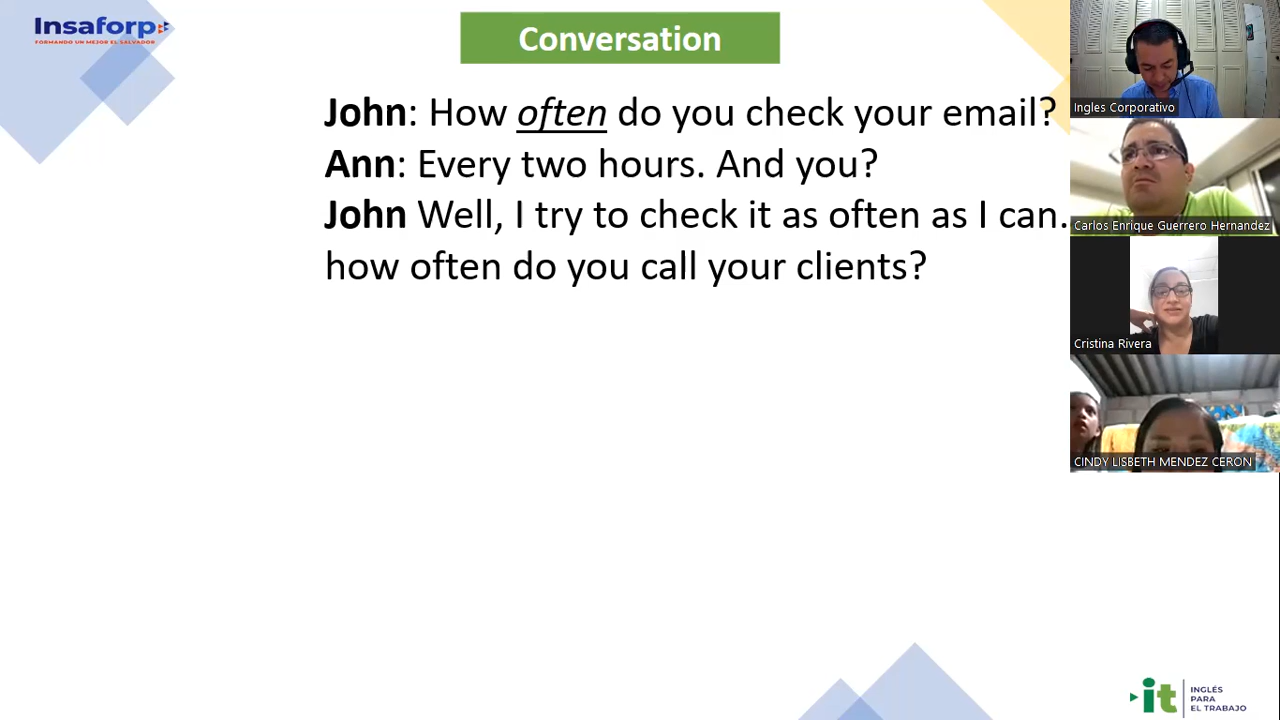 Insaforp
FORMANDO UN MEJOR EL SALVADOR
Conversation
John: How often do you check your email?
Ann: Every two hours. And you?
John Well, I try to check it as often as I can.
how often do you call your clients?
Ingles Corporativo
Carlos Enrique Guerrero Hernandez
Cristina Rivera
CINDY LISBETH MENDEZ CERON
it
INGLÉS
PARA
EL TRABAJO